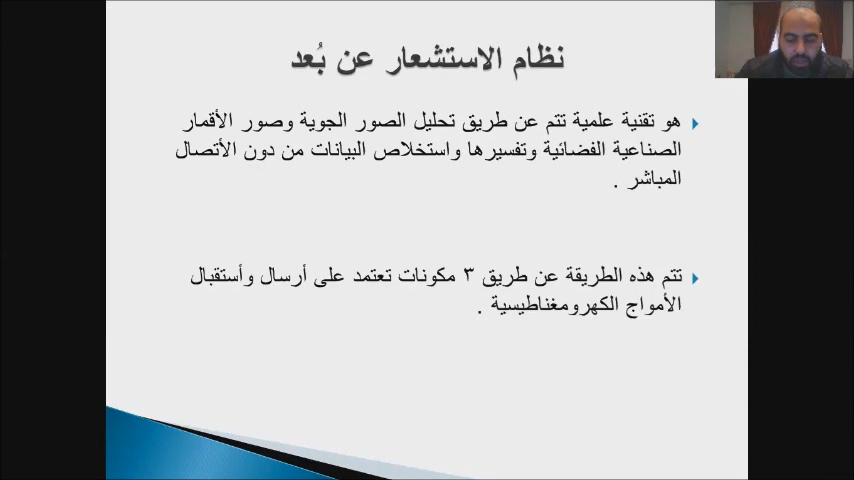 نظام الاستشعار عن بُعد
هو تقنية علمية تتم عن طريق تحليل الصور الجوية وصور الأقمار
الصناعية الفضائية وتفسيرها واستخلاص البيانات من دون الأتصال
المباشر .
تتم هذه الطريقة عن طريق ٣ مكونات تعتمد على أرسال وأستقبال
الأمواج الكهرومغناطيسية .